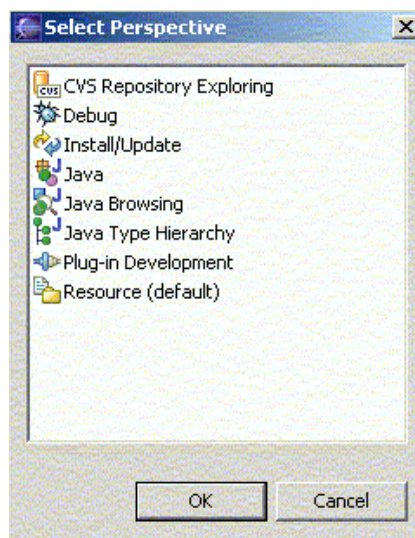 Select Perspective
CVS Repository Exploring
Debug
Install/Update
Java
Java Browsing
Java Type Hierarchy
Plug-in Development
Resource (default)
OK Cancel